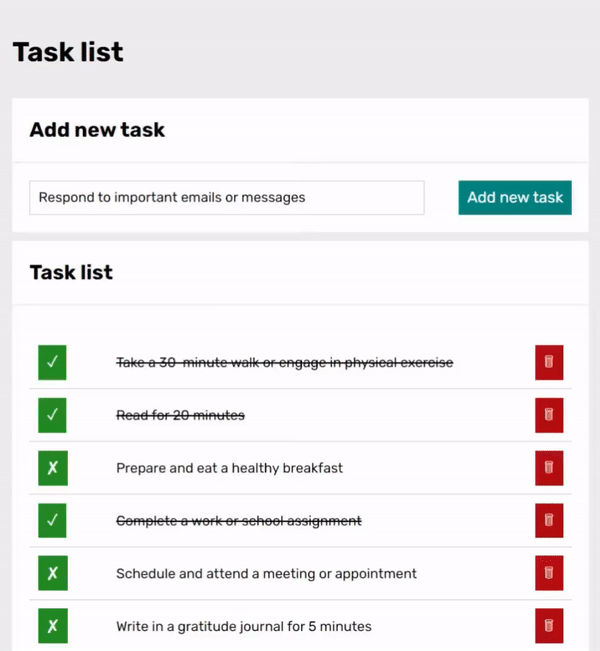 Task list
Add new task
Respond to important emails or messages
Add new task
Task list
✓ Take a 30-minute walk or engage in physical exercise
✓ Read for 20 minutes
✗ Prepare and eat a healthy breakfast
✓ Complete a work or school assignment
✗ Schedule and attend a meeting or appointment
✗ Write in a gratitude journal for 5 minutes